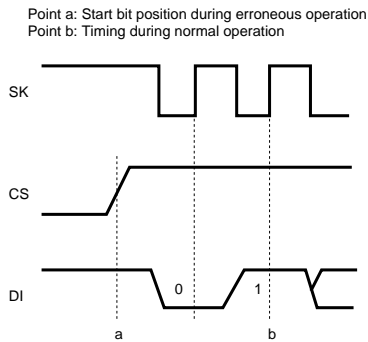 Point a: Start bit position during erroneous operation
Point b: Timing during normal operation
SK
CS
DI
0
1
a
b